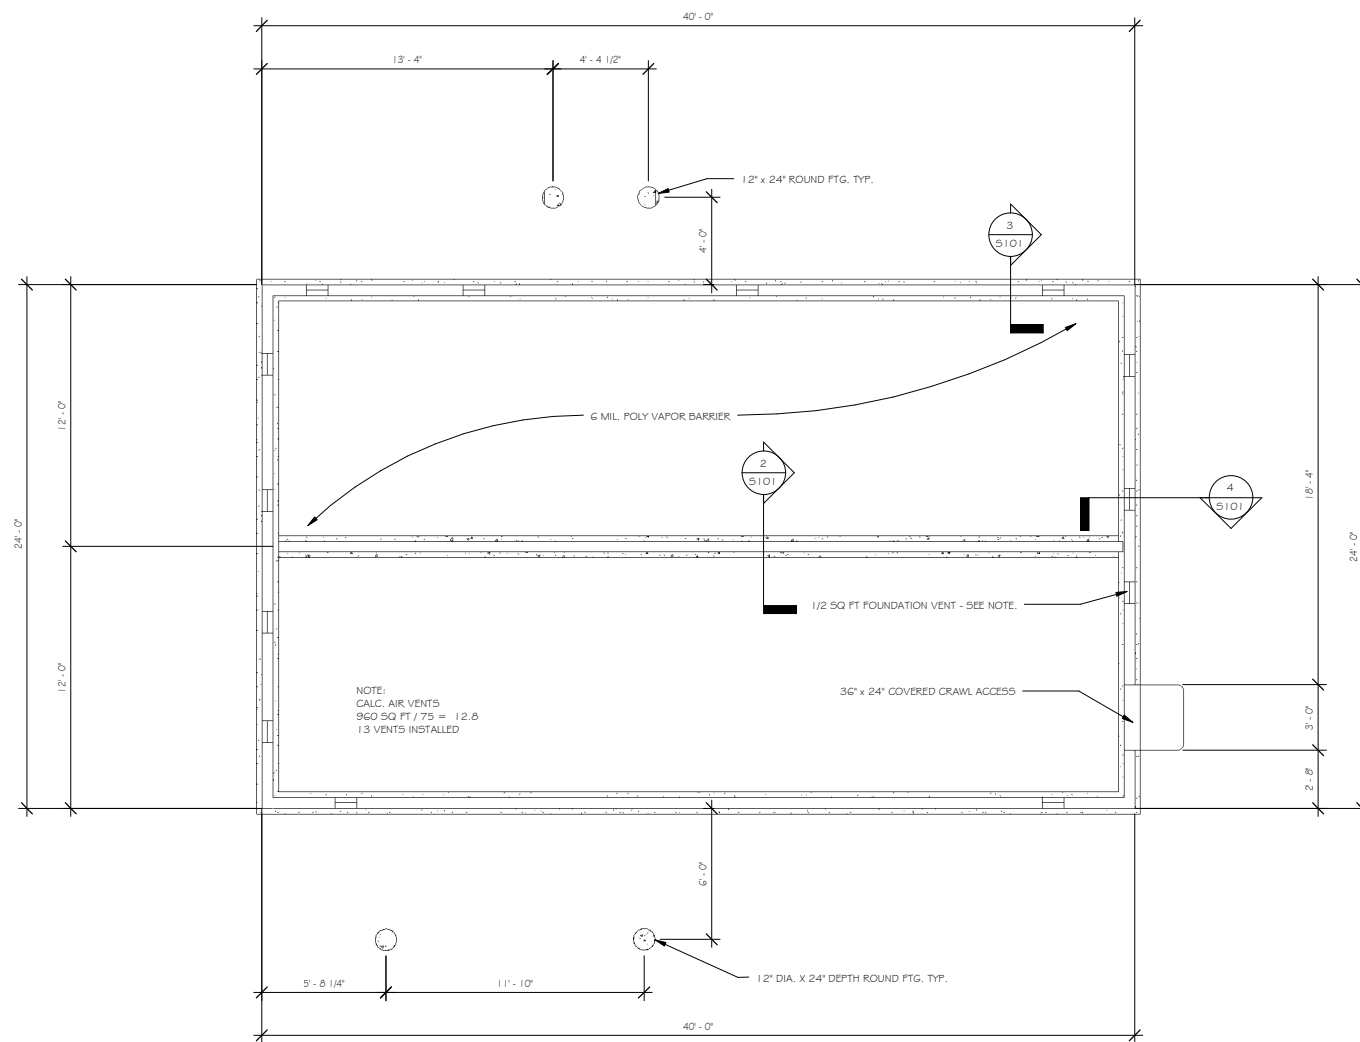 40' - 0"
13' - 4"
4' - 4 1/2"
12" x 24" ROUND FTG. TYP.
4' - 0"
3
S101
12' - 0"
6 MIL. POLY VAPOR BARRIER
2
S101
4
S101
18' - 4"
24' - 0"
24' - 0"
1/2 SQ FT FOUNDATION VENT - SEE NOTE.
12' - 0"
36" x 24" COVERED CRAWL ACCESS
NOTE:
CALC. AIR VENTS
960 SQ FT / 75 = 12.8
13 VENTS INSTALLED
3' - 0"
2' - 8"
6' - 0"
12" DIA. X 24" DEPTH ROUND FTG. TYP.
5' - 8 1/4"
11' - 10"
40' - 0"